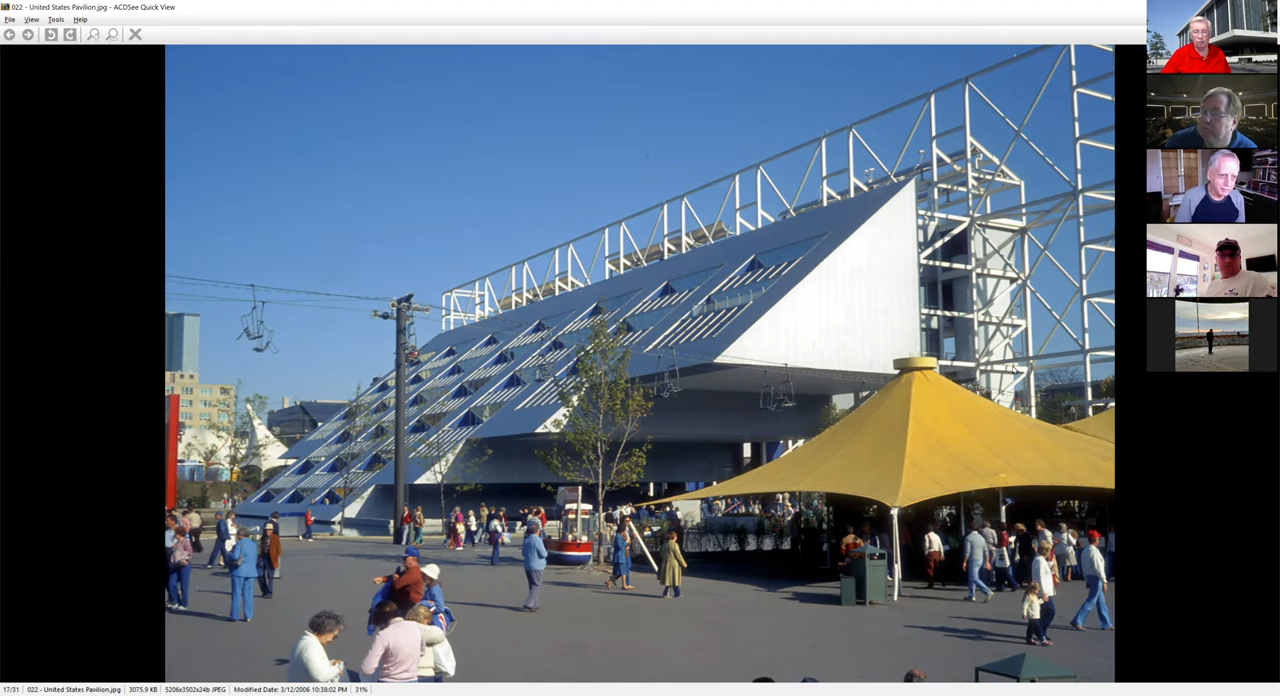 022 - United States Pavilion.jpg - ACDSee Quick View
File View Tools Help
17/31 022 - United States Pavilion.jpg 3075.9 KB 5206x3502x24b JPEG Modified Date: 3/12/2006 10:38:02 PM 31%